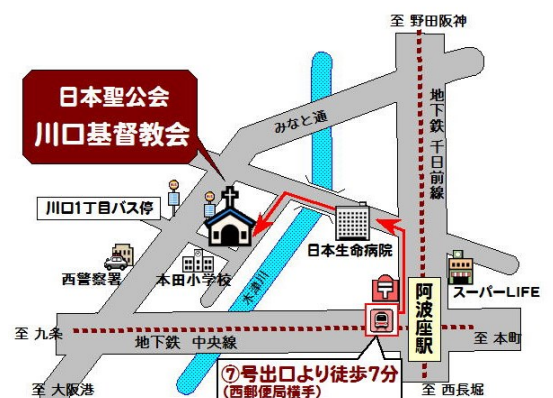 至 野田阪神
日本聖公会
川口基督教会
みなと通
地下鉄 千日前線
川口1丁目バス停
日本生命病院
西警察署
本田小学校
木津川
スーパーLIFE
阿波座駅
至 九条
地下鉄 中央線
至 本町
⑦号出口より徒歩7分
(西郵便局横手)
至 大阪港
至 西長堀